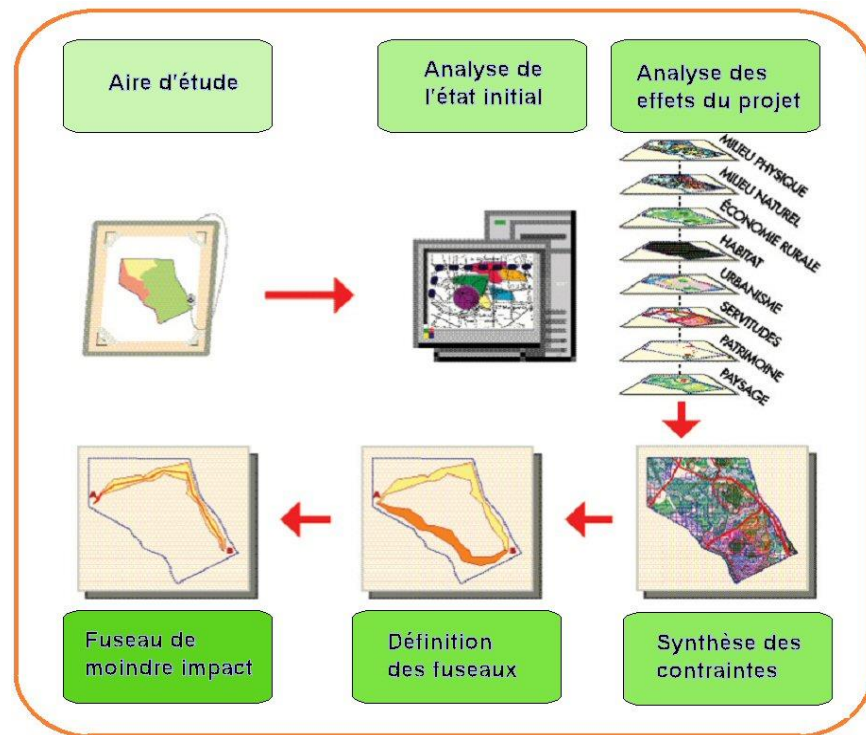 Aire d'étude
Analyse de
l'état initial
Analyse des
effets du projet
MILIEU PHYSIQUE
MILIEU NATUREL
ÉCONOMIE RURALE
HABITAT
URBANISME
SERVITUDES
PATRIMOINE
PAYSAGE
A
B
A
B
Fuseau de
moindre impact
Définition
des fuseaux
Synthèse des
contraintes